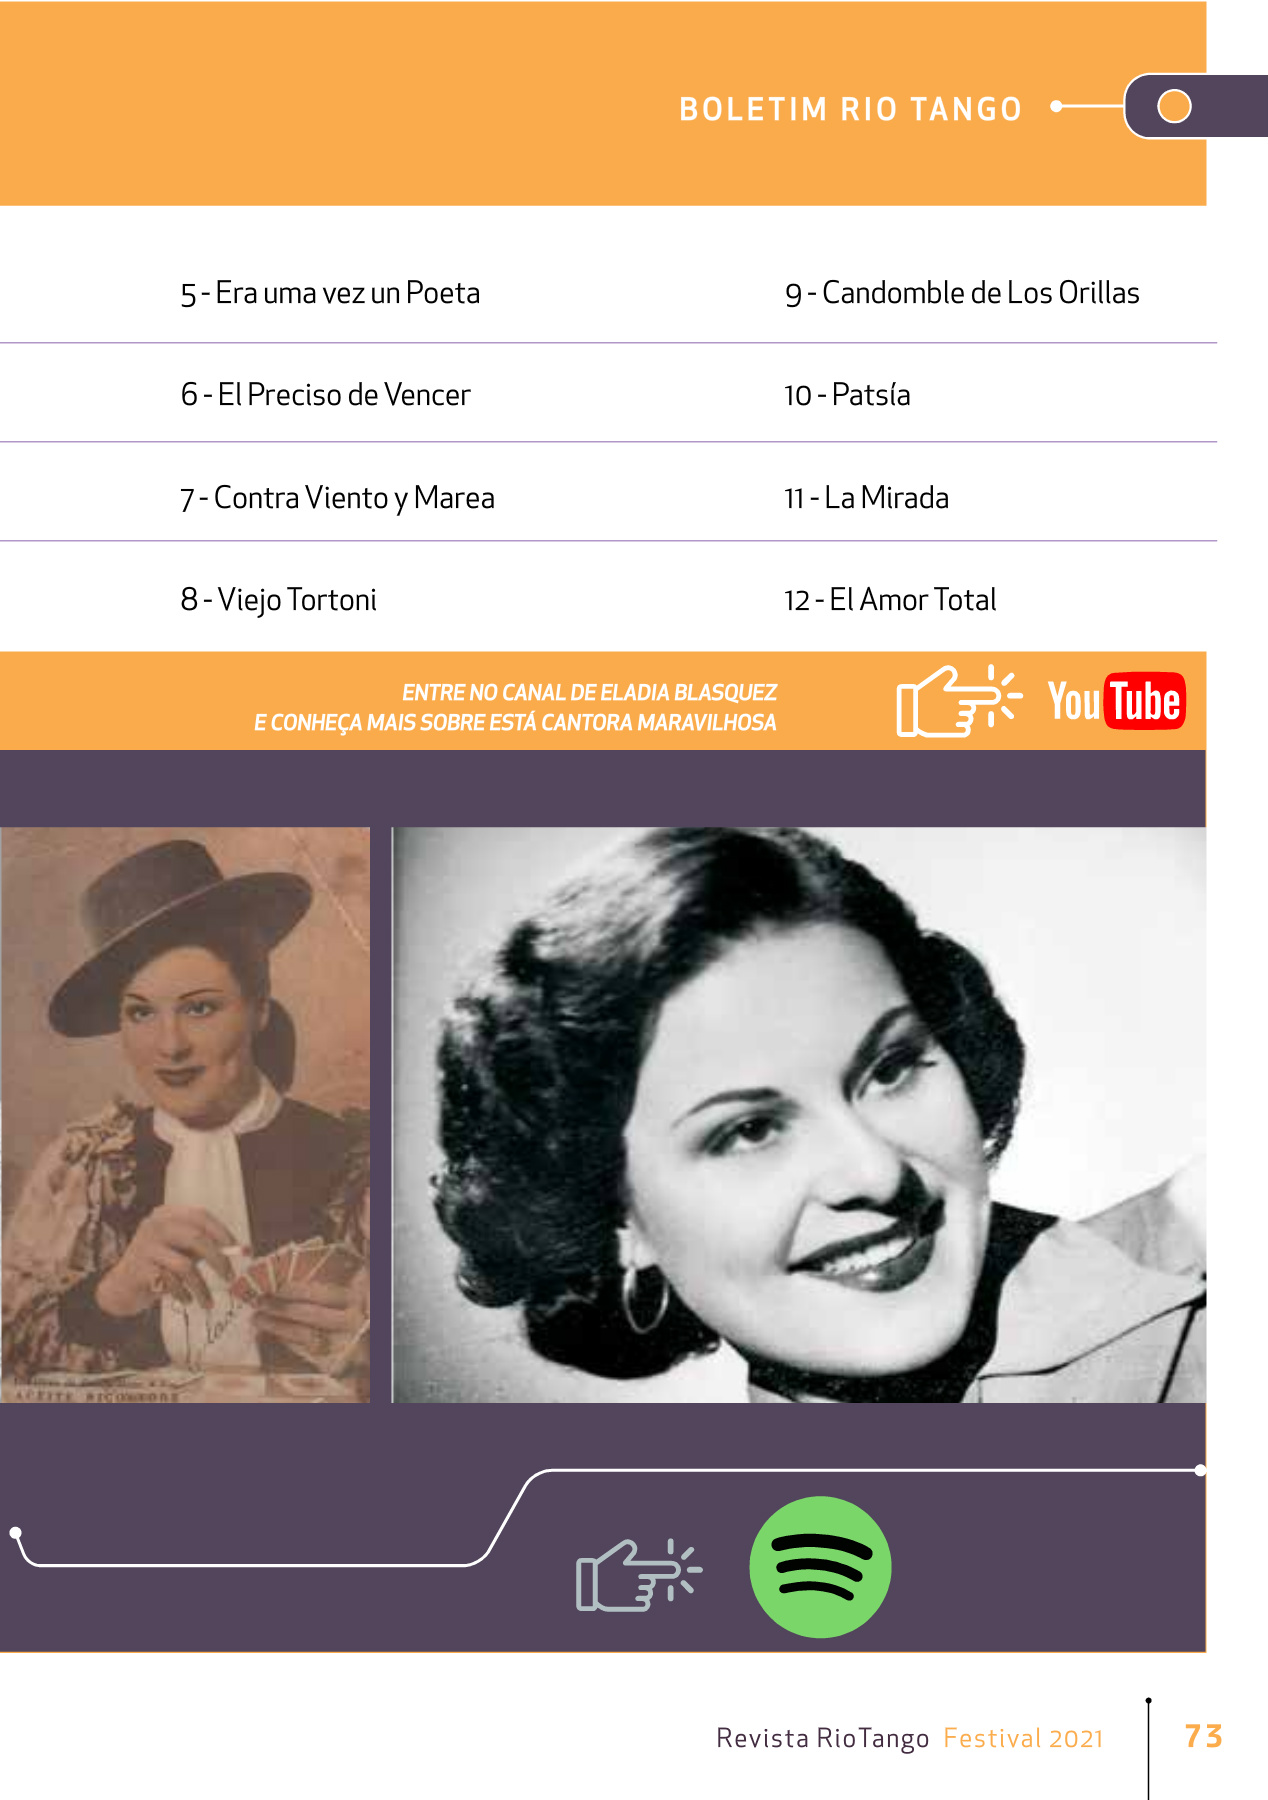 BOLETIM RIO TANGO
5 - Era uma vez un Poeta
6 - El Preciso de Vencer
7 - Contra Viento y Marea
8 - Viejo Tortoni
9 - Candomble de Los Orillas
10 - Patsía
11 - La Mirada
12 - El Amor Total
ENTRE NO CANAL DE ELADIA BLASQUEZ
E CONHEÇA MAIS SOBRE ESTÁ CANTORA MARAVILHOSA
YouTube
ACEITE RICOLTORE
Revista RioTango Festival 2021
73